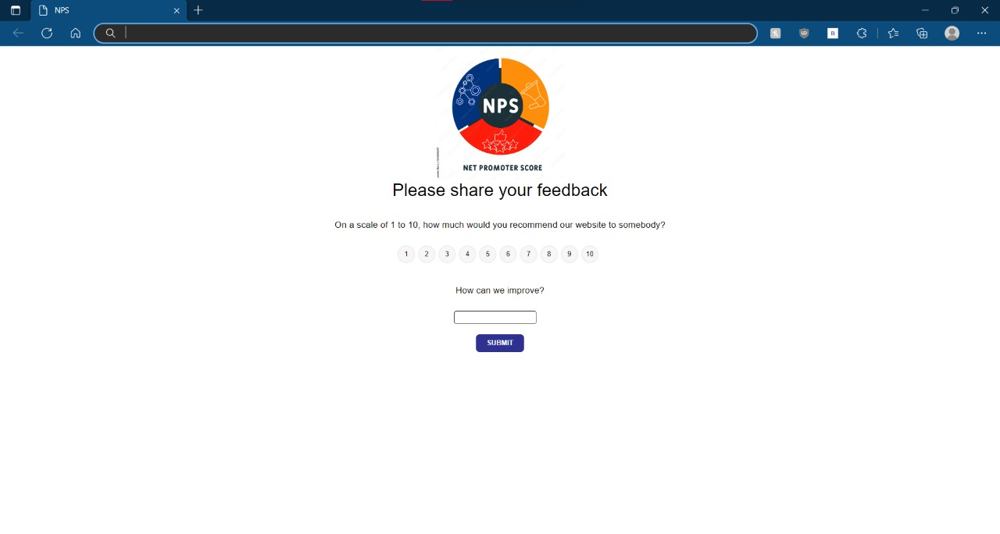 NPS
NPS
NET PROMOTER SCORE
Please share your feedback
On a scale of 1 to 10, how much would you recommend our website to somebody?
1 2 3 4 5 6 7 8 9 10
How can we improve?
SUBMIT